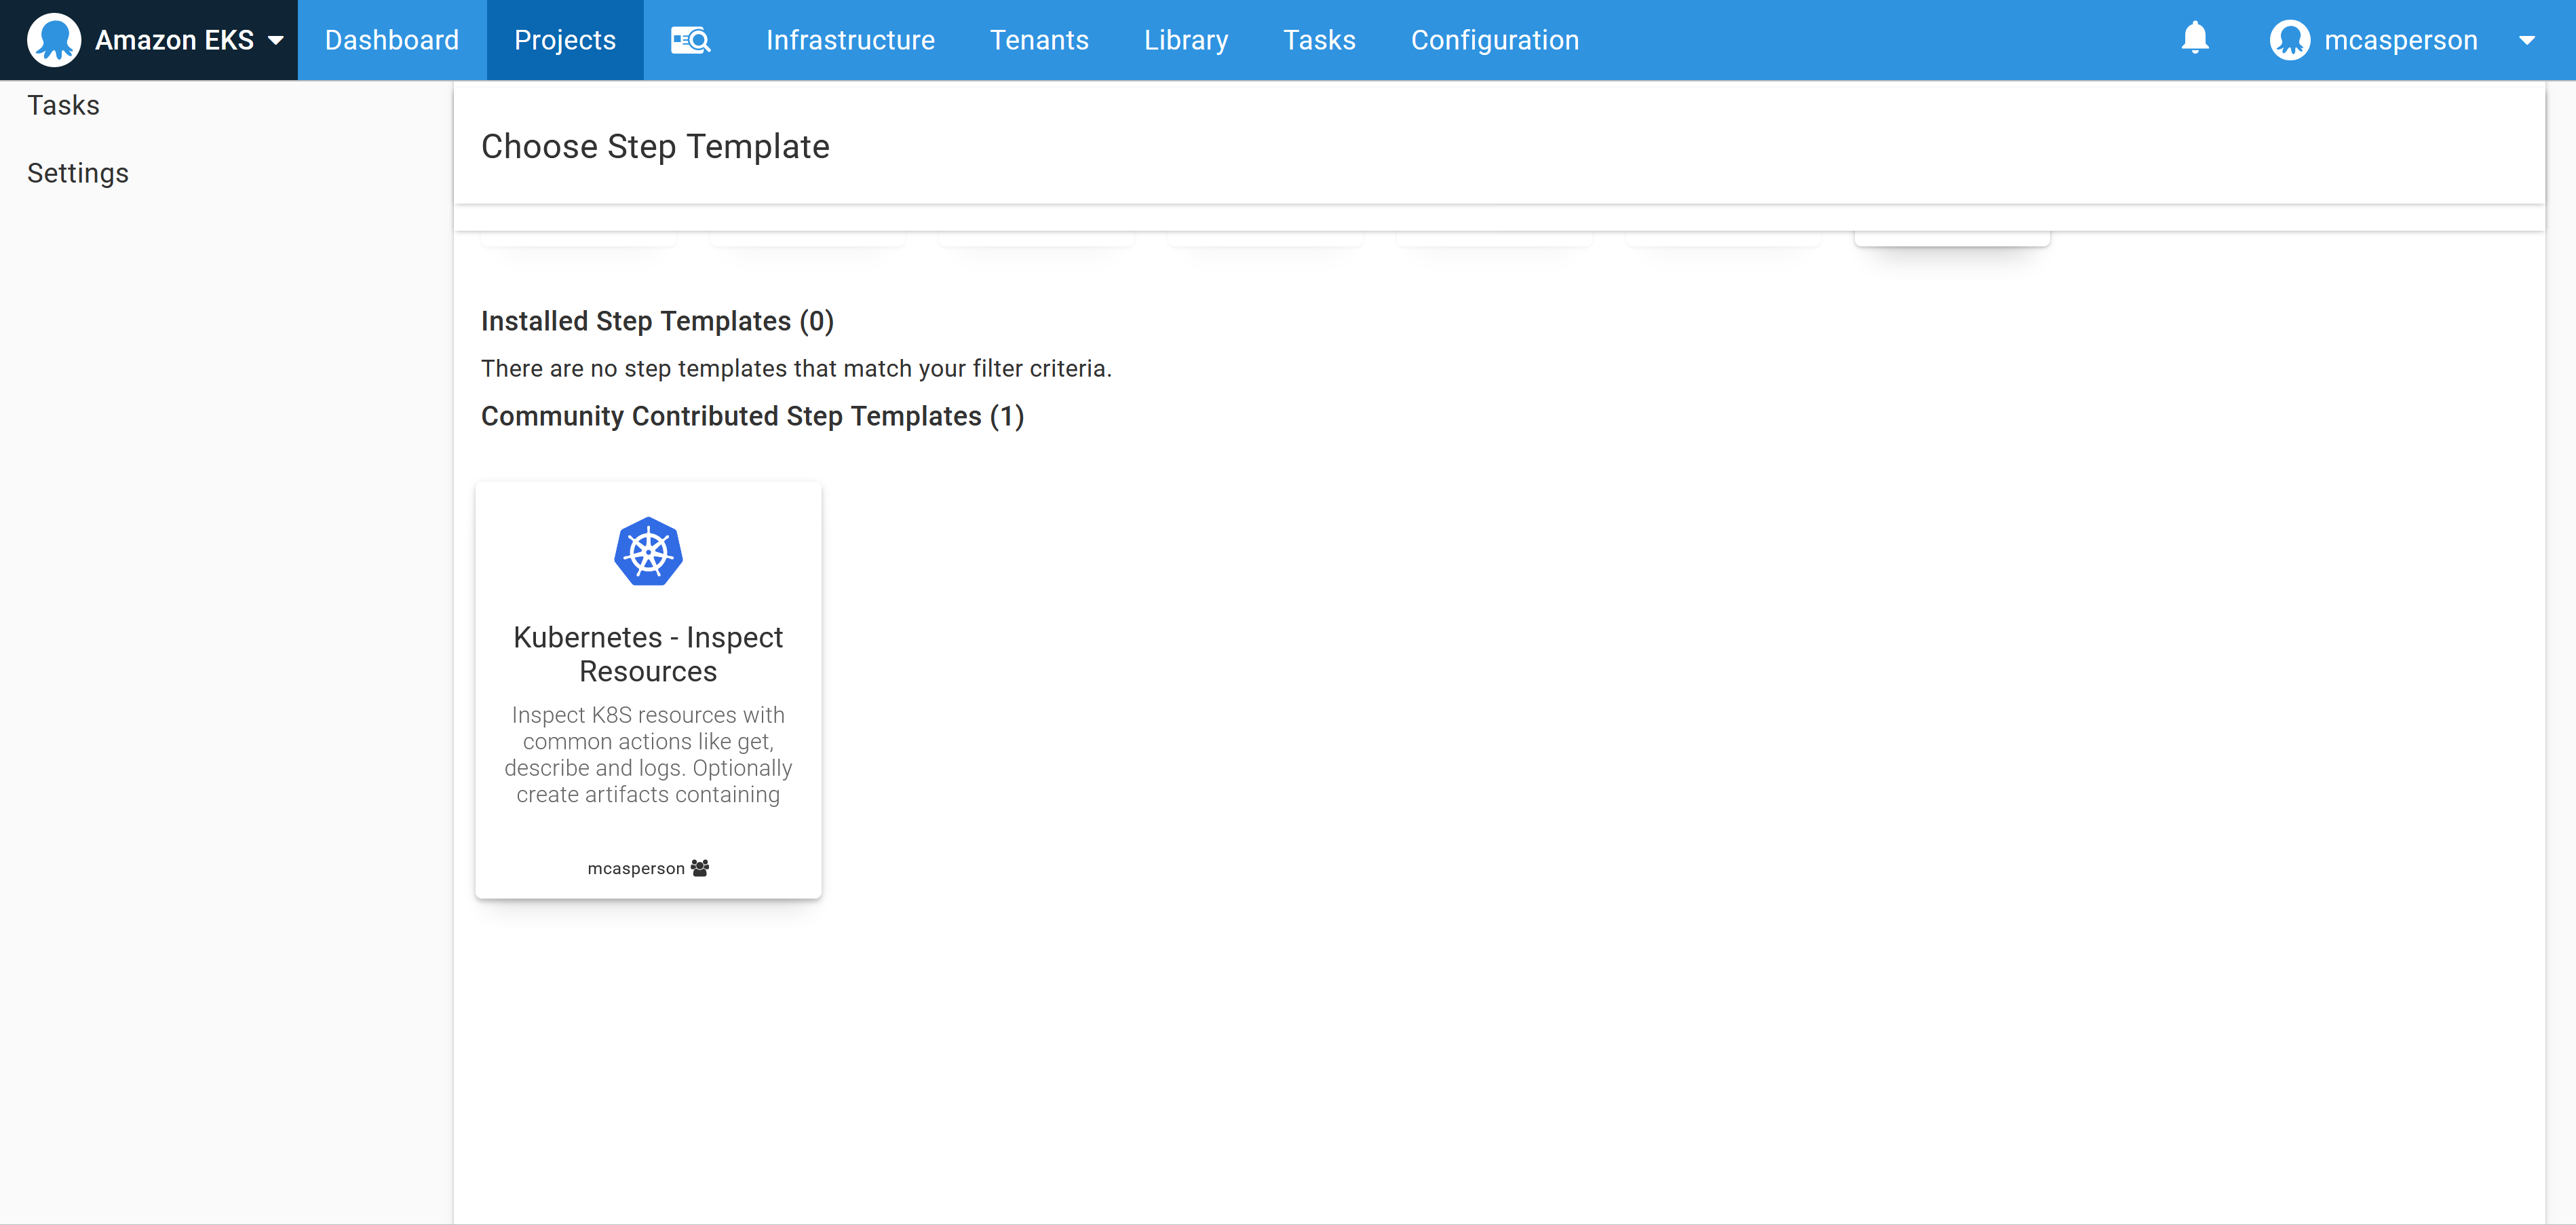 Amazon EKS
Dashboard
Projects
Infrastructure
Tenants
Library
Tasks
Configuration
mcasperson
Tasks
Settings
Choose Step Template
Installed Step Templates (0)
There are no step templates that match your filter criteria.
Community Contributed Step Templates (1)
Kubernetes - Inspect
Resources
Inspect K8S resources with
common actions like get,
describe and logs. Optionally
create artifacts containing
mcasperson